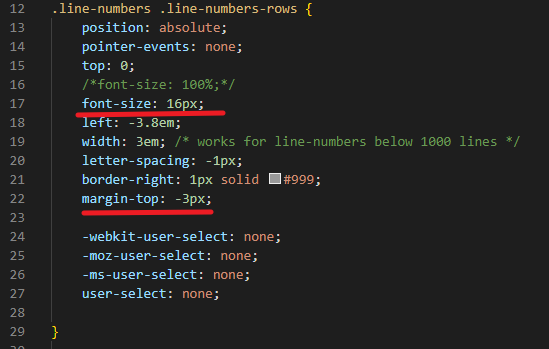 12 .line-numbers .line-numbers-rows {
13 position: absolute;
14 pointer-events: none;
15 top: 0;
16 /*font-size: 100%;*/
17 font-size: 16px;
18 left: -3.8em;
19 width: 3em; /* works for line-numbers below 1000 lines */
20 letter-spacing: -1px;
21 border-right: 1px solid #999;
22 margin-top: -3px;
23
24 -webkit-user-select: none;
25 -moz-user-select: none;
26 -ms-user-select: none;
27 user-select: none;
28
29 }
30